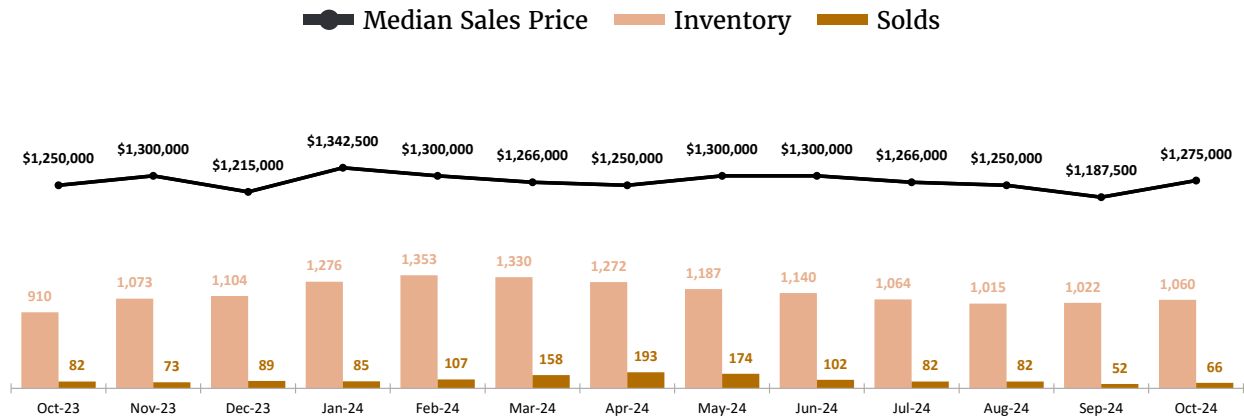 Median Sales Price Inventory Solds
$1,250,000 $1,300,000 $1,215,000 $1,342,500 $1,300,000 $1,266,000 $1,250,000 $1,300,000 $1,300,000 $1,266,000 $1,250,000 $1,187,500 $1,275,000
910 1,073 1,104 1,276 1,353 1,330 1,272 1,187 1,140 1,064 1,015 1,022 1,060
82 73 89 85 107 158 193 174 102 82 82 52 66
Oct-23 Nov-23 Dec-23 Jan-24 Feb-24 Mar-24 Apr-24 May-24 Jun-24 Jul-24 Aug-24 Sep-24 Oct-24